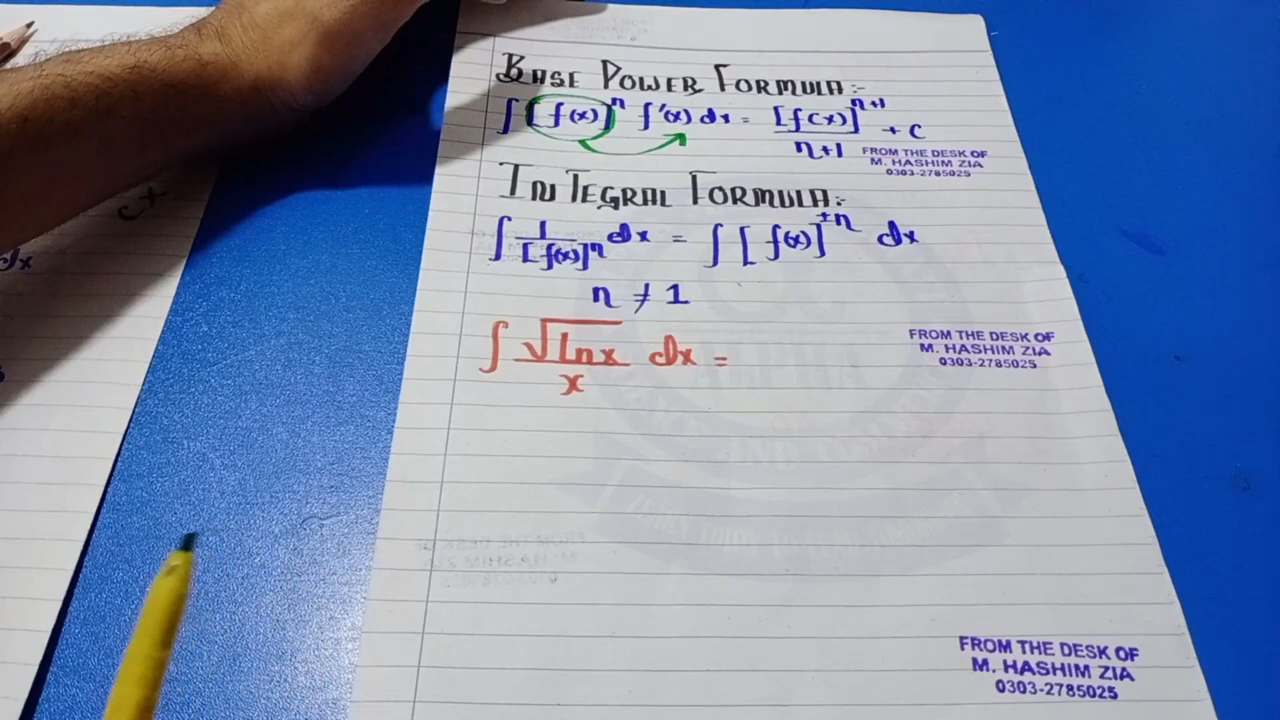 BASE POWER FORMULA:-
∫ [f(x)]ⁿ f'(x) dx = [f(x)]ⁿ⁺¹ / n+1 + c
FROM THE DESK OF
M. HASHIM ZIA
0303-2785025
INTEGRAL FORMULA:-
∫ 1/[f(x)]ⁿ dx = ∫ [f(x)]^±n dx
n ≠ 1
∫ √lnx / x dx =
FROM THE DESK OF
M. HASHIM ZIA
0303-2785025
FROM THE DESK OF
M. HASHIM ZIA
0303-2785025
cx
dx